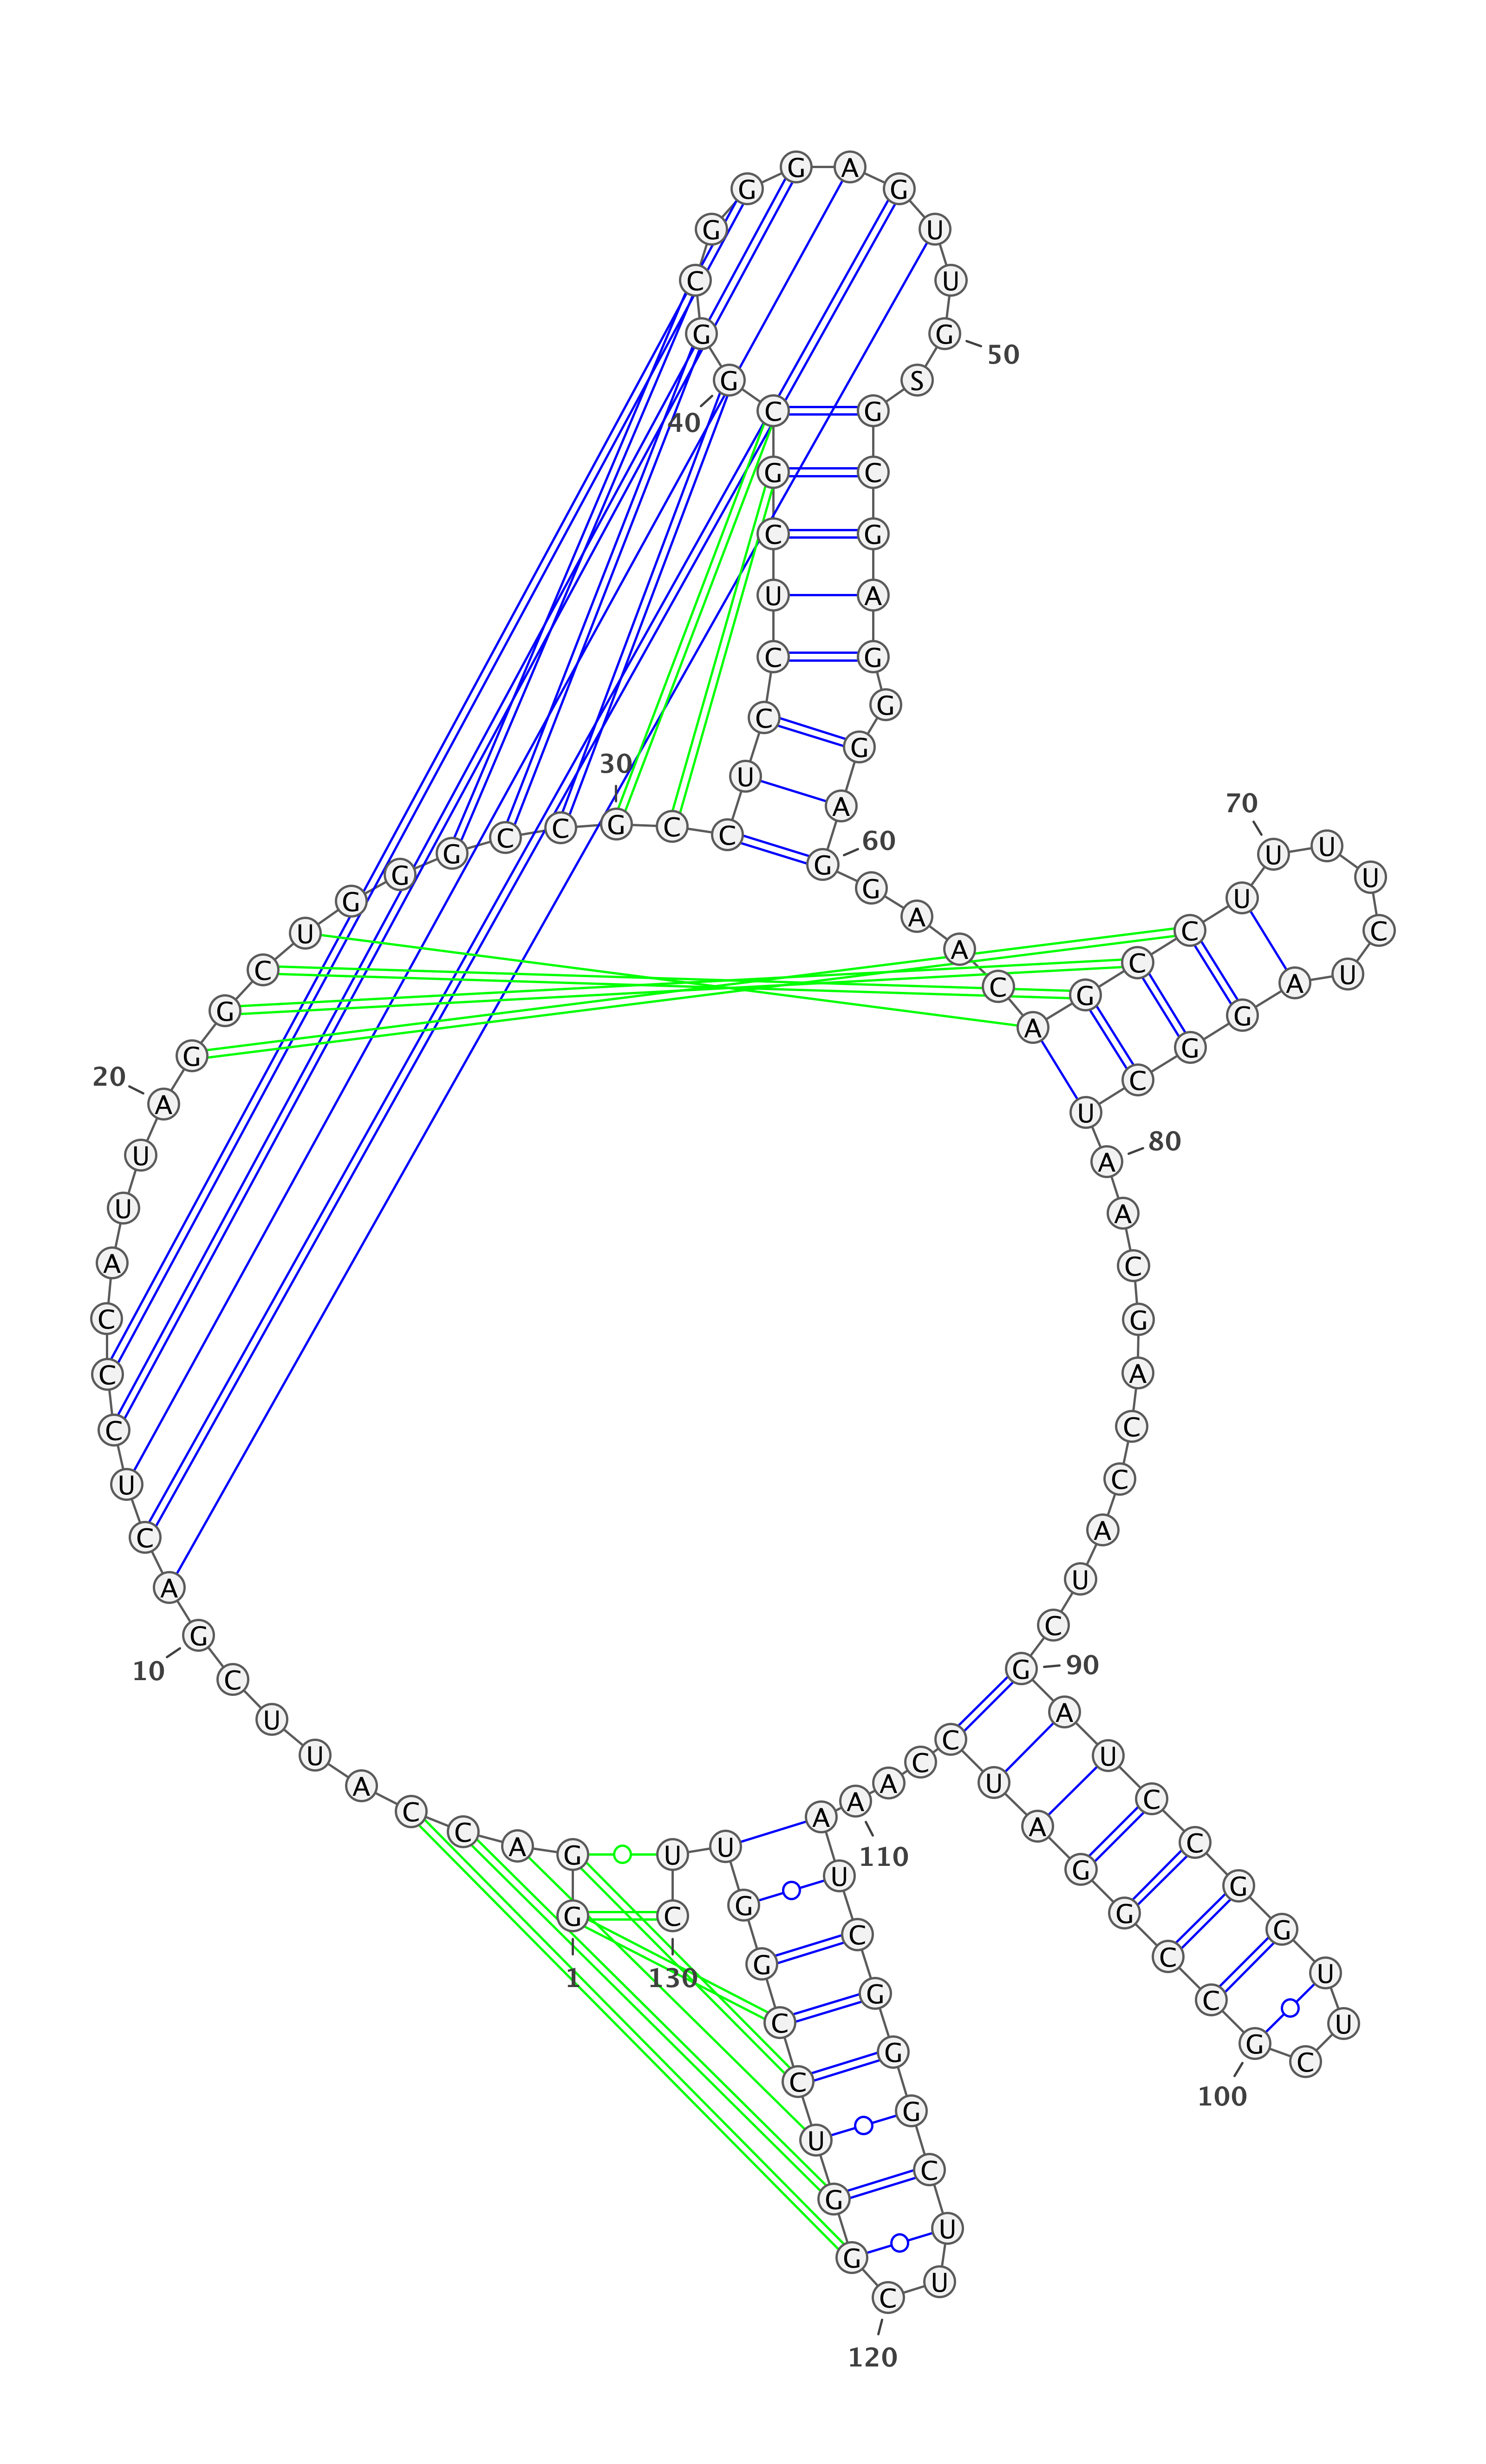 1
G G A C C A U U C G
10
A C U C C C A U U A
20
G G C U G G G C C G
30
C C U C C U C G C G
40
G C G G G A G U U G
50
S G C G A G G G A G
60
G A A C A G C C U U
70
U U C U A G G C U A
80
A C G A C C A U C G
90
A U C C G G U U C G
100
C C G G A U C C A A
110
A U C G G G C U U C
120
G G U C C G G U U C
130